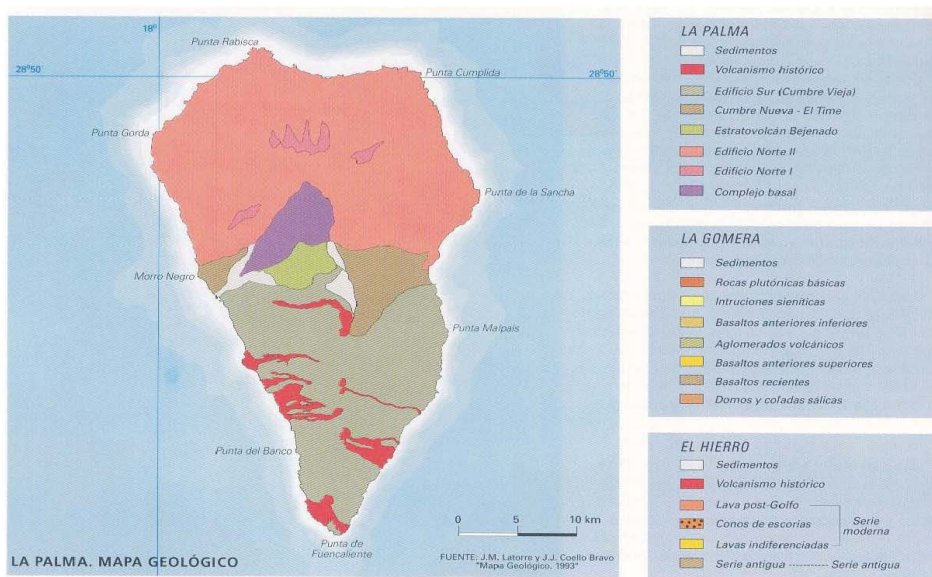 18º
Punta Rabisca
28º50'
Punta Cumplida
28º50'
Punta Gorda
Punta de la Sancha
Morro Negro
Punta Malpaís
Punta del Banco
Punta de
Fuencaliente
0 5 10 km
LA PALMA. MAPA GEOLÓGICO
FUENTE: J.M. Latorre y J.J. Coello Bravo
"Mapa Geológico. 1993"
LA PALMA
Sedimentos
Volcanismo histórico
Edificio Sur (Cumbre Vieja)
Cumbre Nueva - El Time
Estratovolcán Bejenado
Edificio Norte II
Edificio Norte I
Complejo basal
LA GOMERA
Sedimentos
Rocas plutónicas básicas
Intruciones sieníticas
Basaltos anteriores inferiores
Aglomerados volcánicos
Basaltos anteriores superiores
Basaltos recientes
Domos y coladas sálicas
EL HIERRO
Sedimentos
Volcanismo histórico
Lava post-Golfo
Conos de escorias
Serie
moderna
Lavas indiferenciadas
Serie antigua ---------- Serie antigua